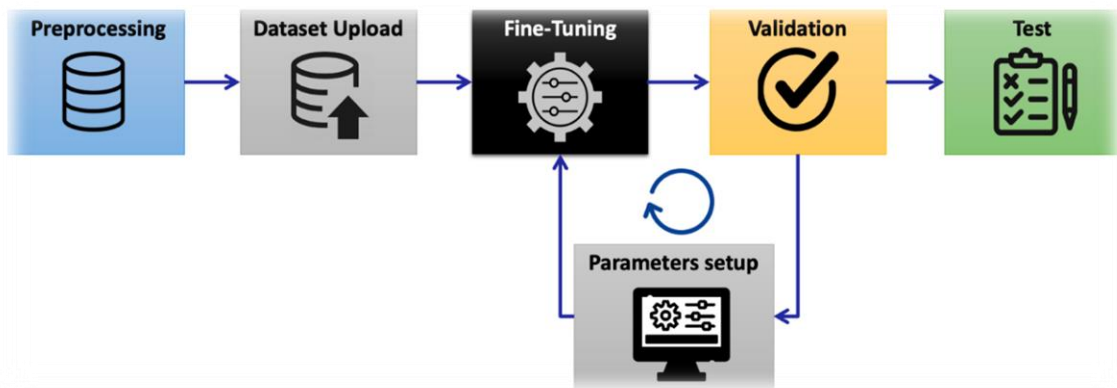 Preprocessing
Dataset Upload
Fine-Tuning
Validation
Test
Parameters setup